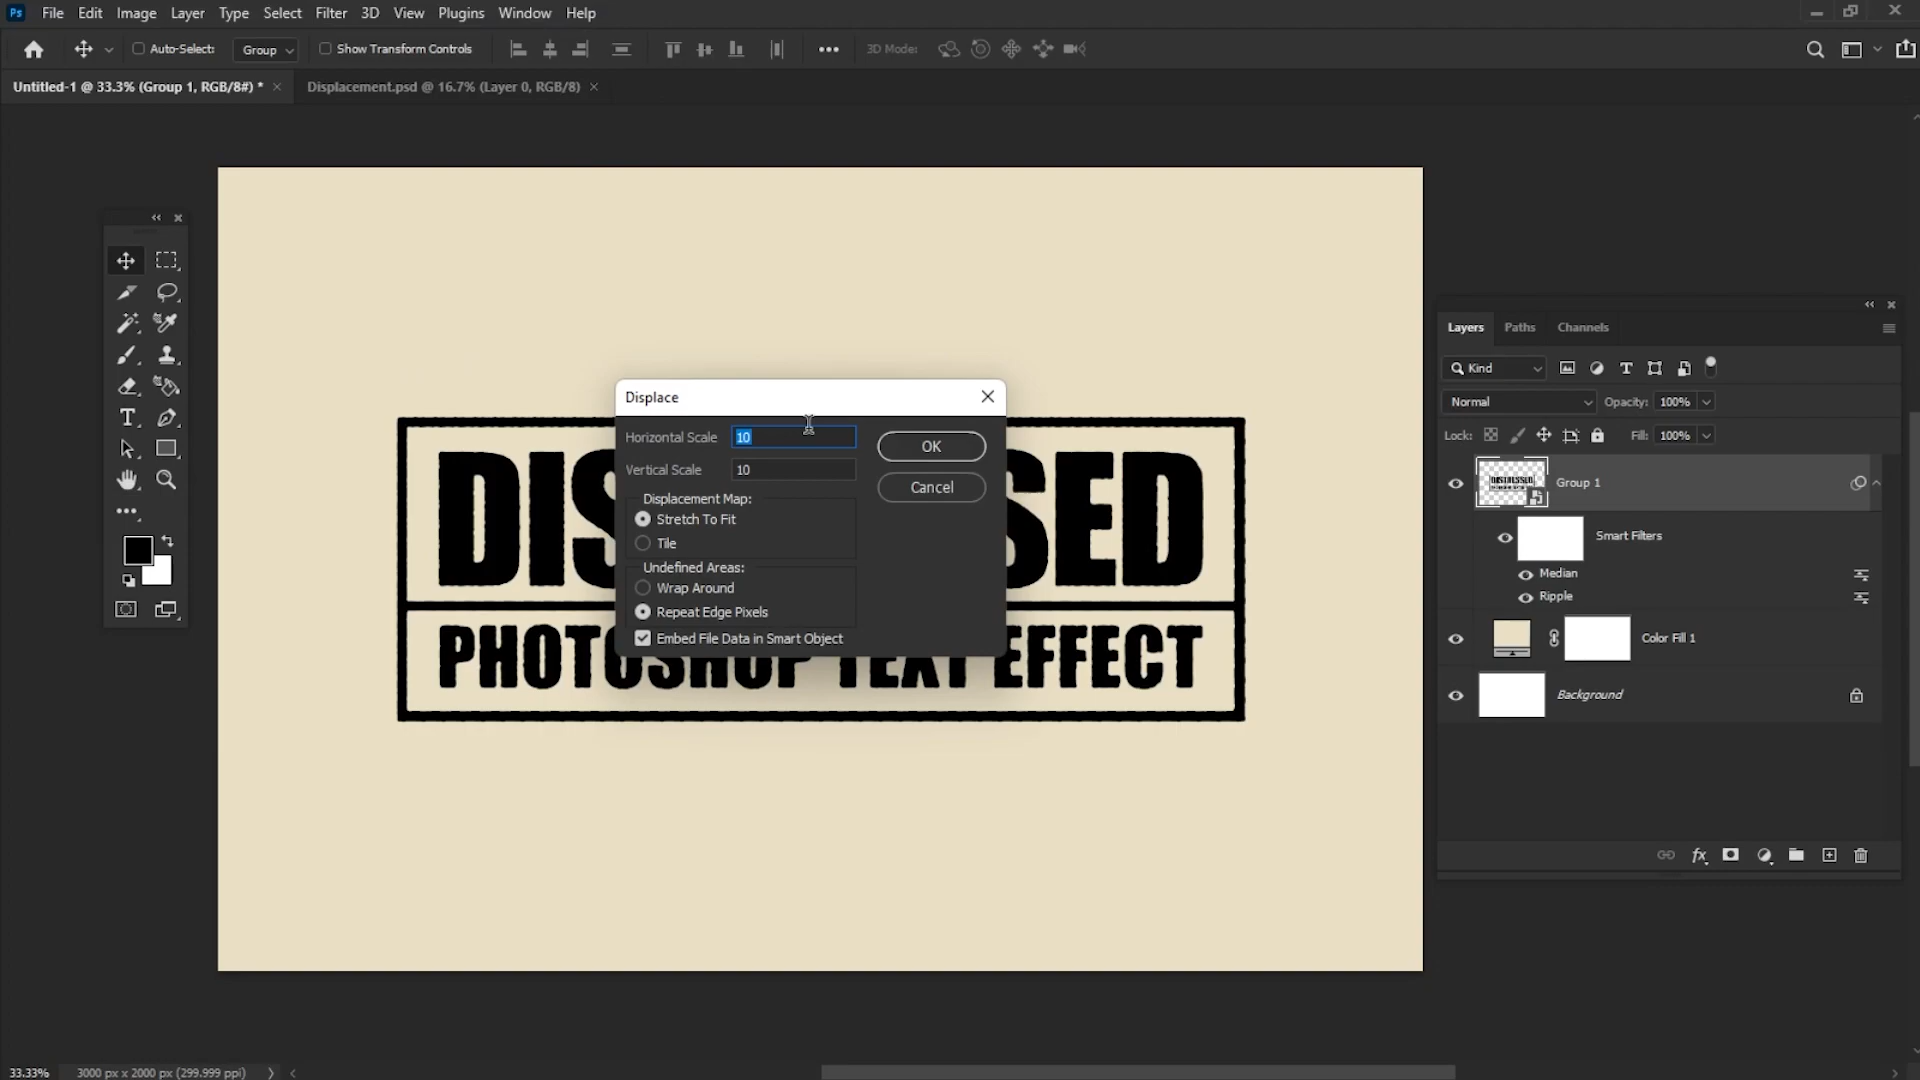 Ps File Edit Image Layer Type Select Filter 3D View Plugins Window Help
Auto-Select: Group Show Transform Controls 3D Mode:
Untitled-1 @ 33.3% (Group 1, RGB/8#) * Displacement.psd @ 16.7% (Layer 0, RGB/8)
Displace
Horizontal Scale 10
Vertical Scale 10
OK
Cancel
Displacement Map:
Stretch To Fit
Tile
Undefined Areas:
Wrap Around
Repeat Edge Pixels
Embed File Data in Smart Object
PHOTOSHOP TEXT EFFECT
Layers Paths Channels
Kind
Normal Opacity: 100%
Lock: Fill: 100%
Group 1
Smart Filters
Median
Ripple
Color Fill 1
Background
33.33% 3000 px x 2000 px (299.999 ppi)